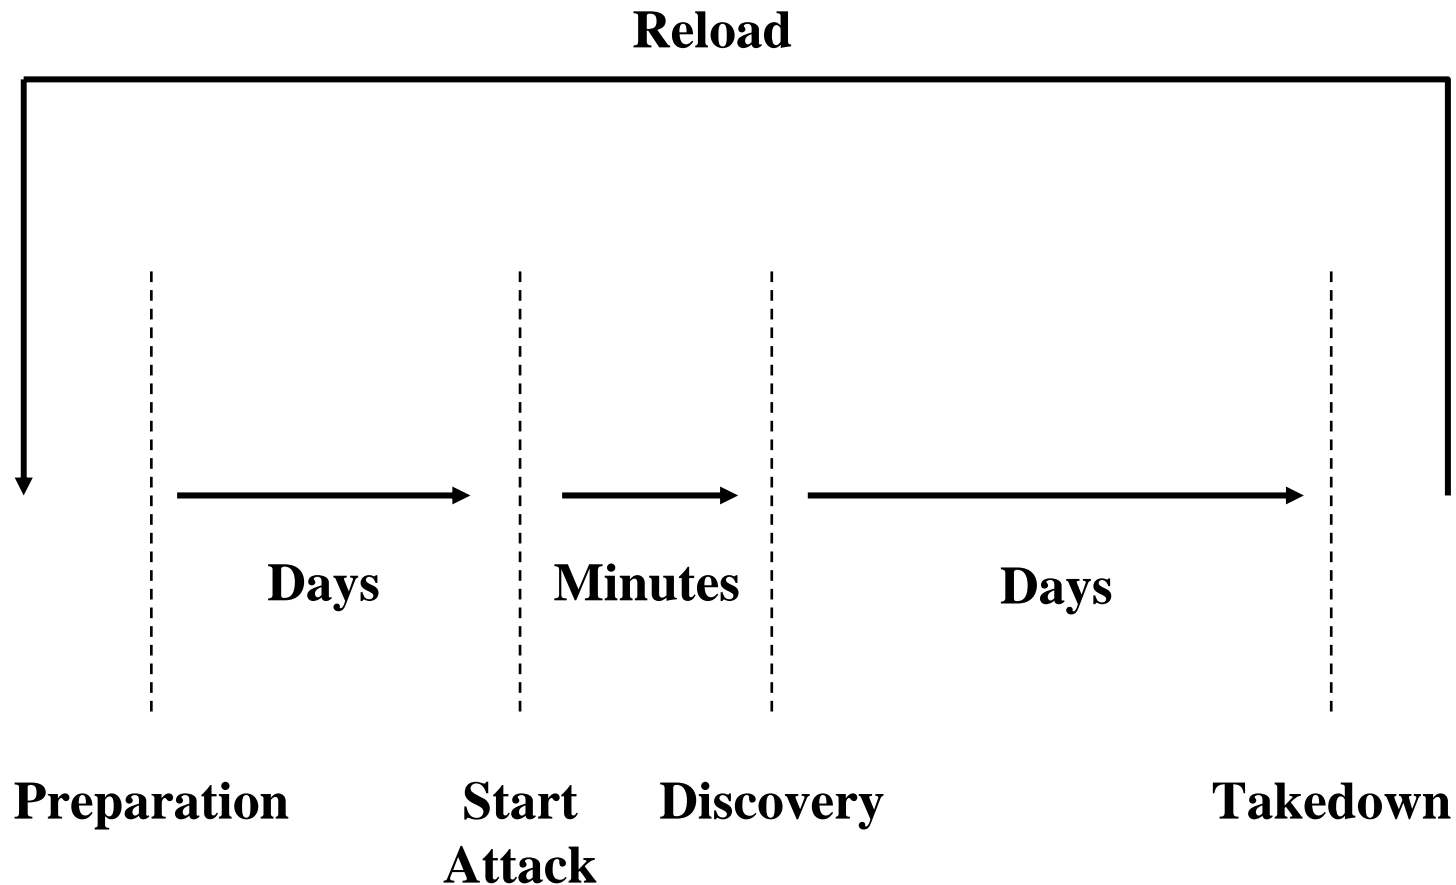 Reload
Days
Minutes
Days
Preparation
Start
Attack
Discovery
Takedown